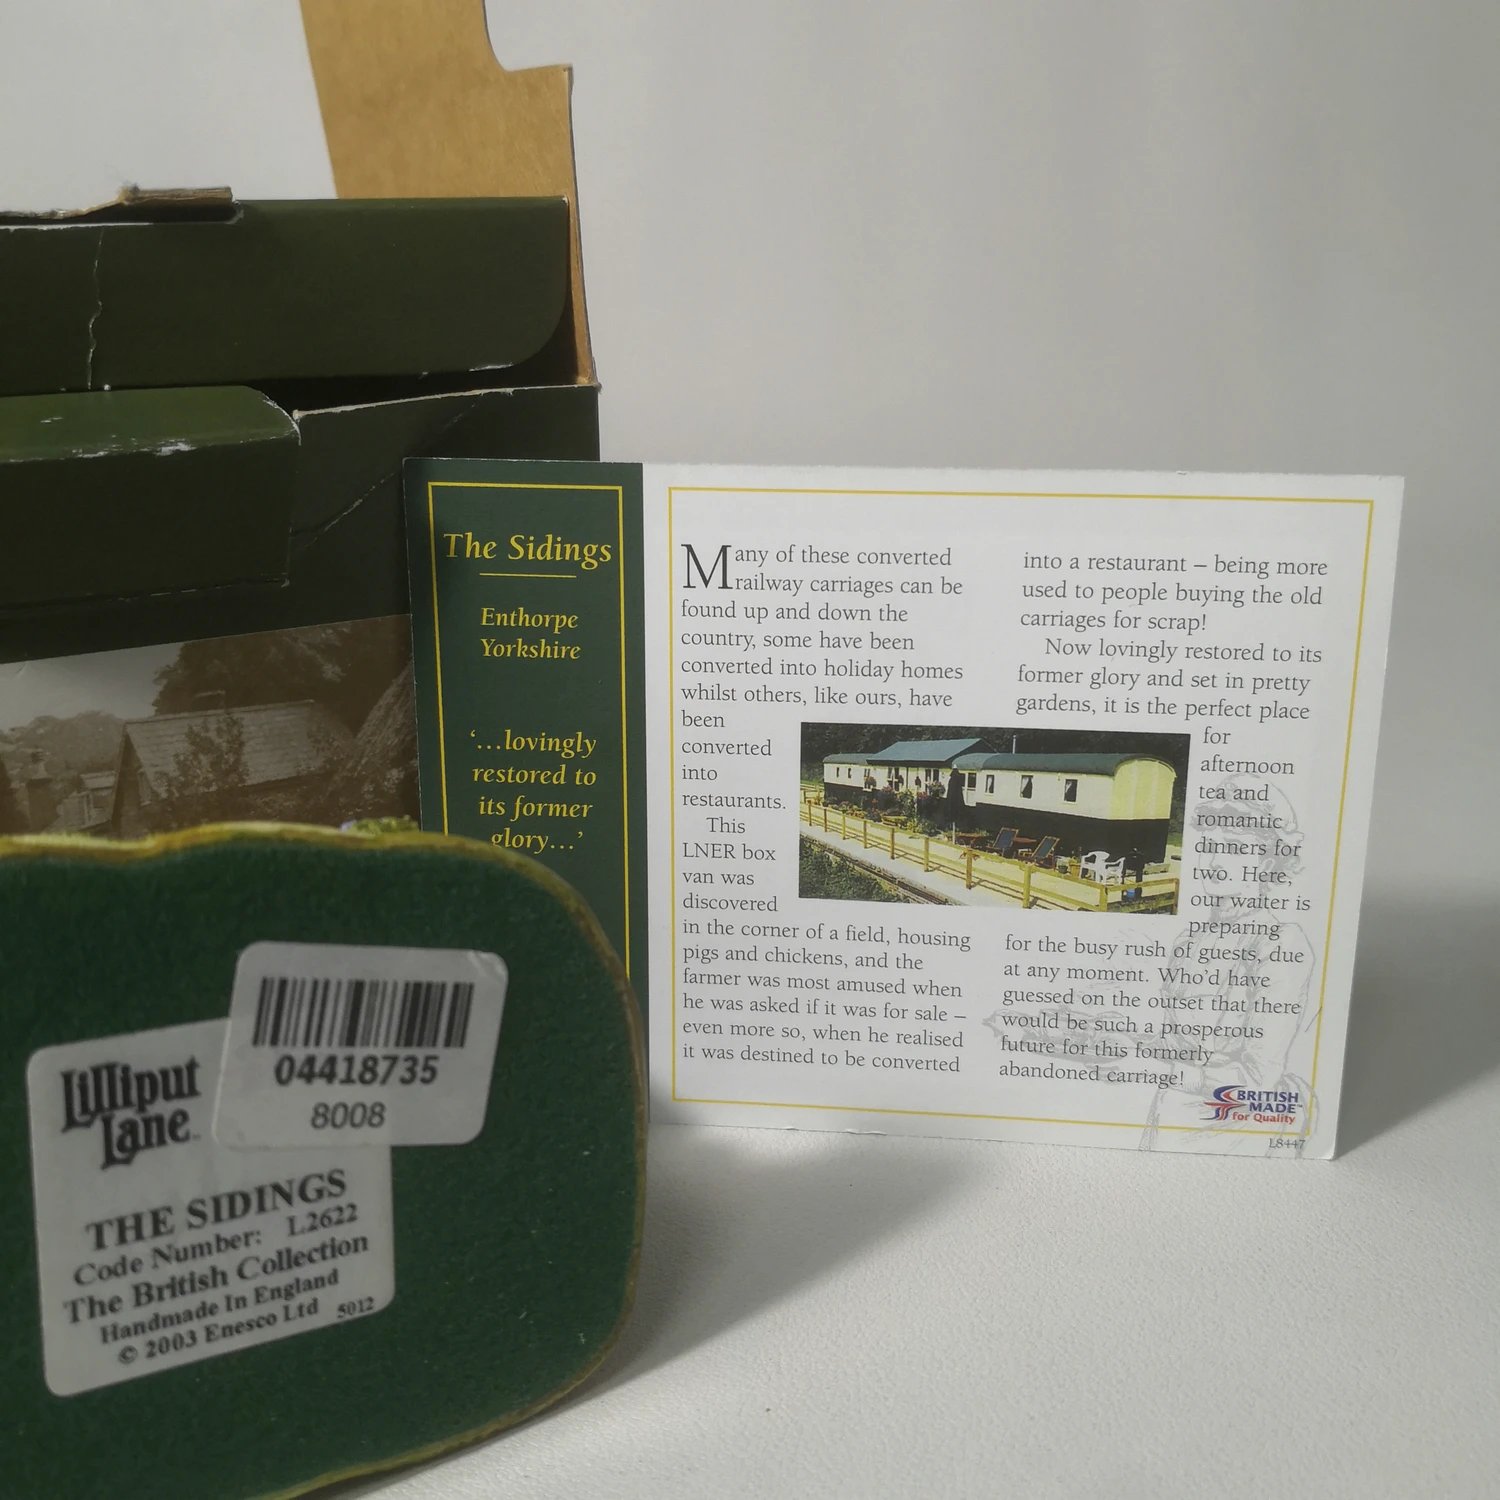 The Sidings
Enthorpe
Yorkshire
‘...lovingly
restored to
its former
glory...’
Many of these converted
railway carriages can be
found up and down the
country, some have been
converted into holiday homes
whilst others, like ours, have
been
converted
into
restaurants.
This
LNER box
van was
discovered
in the corner of a field, housing
pigs and chickens, and the
farmer was most amused when
he was asked if it was for sale –
even more so, when he realised
it was destined to be converted
into a restaurant – being more
used to people buying the old
carriages for scrap!
Now lovingly restored to its
former glory and set in pretty
gardens, it is the perfect place
for
afternoon
tea and
romantic
dinners for
two. Here,
our waiter is
preparing
for the busy rush of guests, due
at any moment. Who'd have
guessed on the outset that there
would be such a prosperous
future for this formerly
abandoned carriage!
BRITISH
MADE™
for Quality
L8447
04418735
8008
Lilliput
Lane™
THE SIDINGS
Code Number: L2622
The British Collection
Handmade In England
© 2003 Enesco Ltd 5012